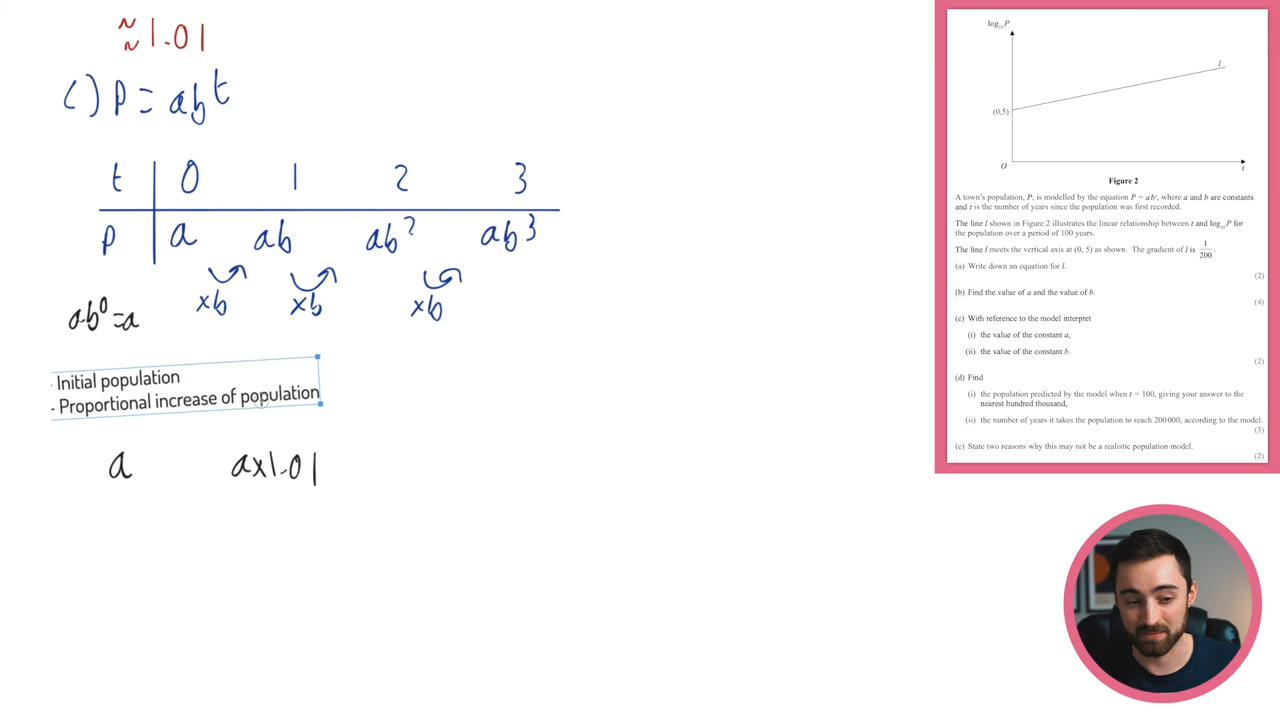 ≈ 1.01
c) P = ab^t
t 0 1 2 3
P a ab ab² ab³
×b ×b ×b
ab⁰ = a
- Initial population
- Proportional increase of population
a a×1.01
log₁₀P
l
(0,5)
O
t
Figure 2
A town's population, P, is modelled by the equation P = abᵗ, where a and b are constants
and t is the number of years since the population was first recorded.
The line l shown in Figure 2 illustrates the linear relationship between t and log₁₀P for
the population over a period of 100 years.
The line l meets the vertical axis at (0, 5) as shown. The gradient of l is 1/200.
(a) Write down an equation for l.
(2)
(b) Find the value of a and the value of b.
(4)
(c) With reference to the model interpret
(i) the value of the constant a,
(ii) the value of the constant b.
(2)
(d) Find
(i) the population predicted by the model when t = 100, giving your answer to the
nearest hundred thousand,
(ii) the number of years it takes the population to reach 200000, according to the model.
(3)
(e) State two reasons why this may not be a realistic population model.
(2)